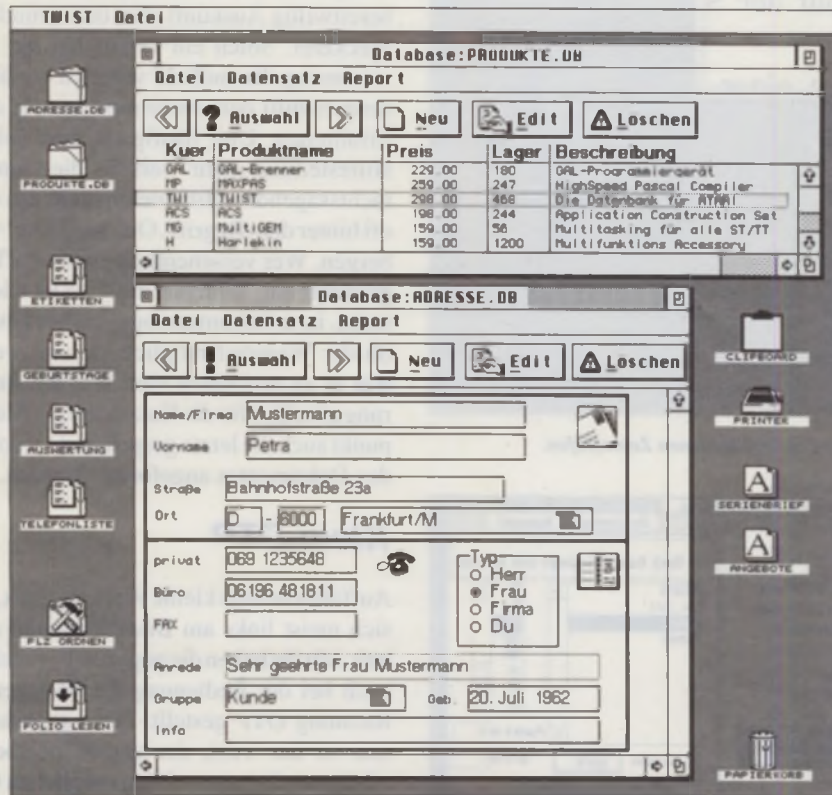 TWIST Datei
Database:PRODUKTE.DB
Datei Datensatz Report
? Auswahl Neu Edit Löschen
Kuer Produktname Preis Lager Beschreibung
GAL GAL-Brenner 229.00 180 GAL-Programmiergerät
MP MAXPAS 259.00 247 HighSpeed Pascal Compiler
TWI TWIST 298.00 468 Die Datenbank für ATARI
ACS ACS 198.00 244 Application Construction Set
MG MultiGEM 159.00 56 Multitasking für alle ST/TT
H Harlekin 159.00 1200 Multifunktions Accessory
ADRESSE.DB
PRODUKTE.DB
ETIKETTEN
GEBURTSTAGE
AUSWERTUNG
TELEFONLISTE
PLZ ORDNEN
FOLIO LESEN
Database:ADRESSE.DB
Datei Datensatz Report
! Auswahl Neu Edit Löschen
Name/Firma Mustermann
Vorname Petra
Straße Bahnhofstraße 23a
Ort D - 6000 Frankfurt/M
privat 069 1235648
Büro 06196 481811
FAX
Typ
Herr
Frau
Firma
Du
Anrede Sehr geehrte Frau Mustermann
Gruppe Kunde Geb. 20. Juli 1962
Info
CLIPBOARD
PRINTER
A
SERIENBRIEF
A
ANGEBOTE
PAPIERKORB